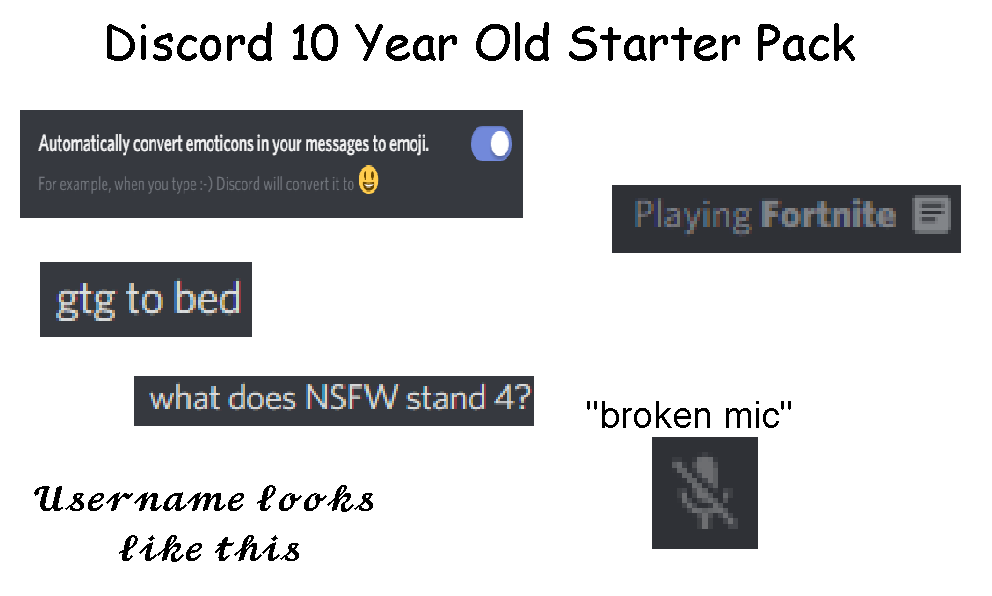 Discord 10 Year Old Starter Pack
Automatically convert emoticons in your messages to emoji.
For example, when you type :-) Discord will convert it to 😃
Playing Fortnite
gtg to bed
what does NSFW stand 4?
"broken mic"
Username looks
like this